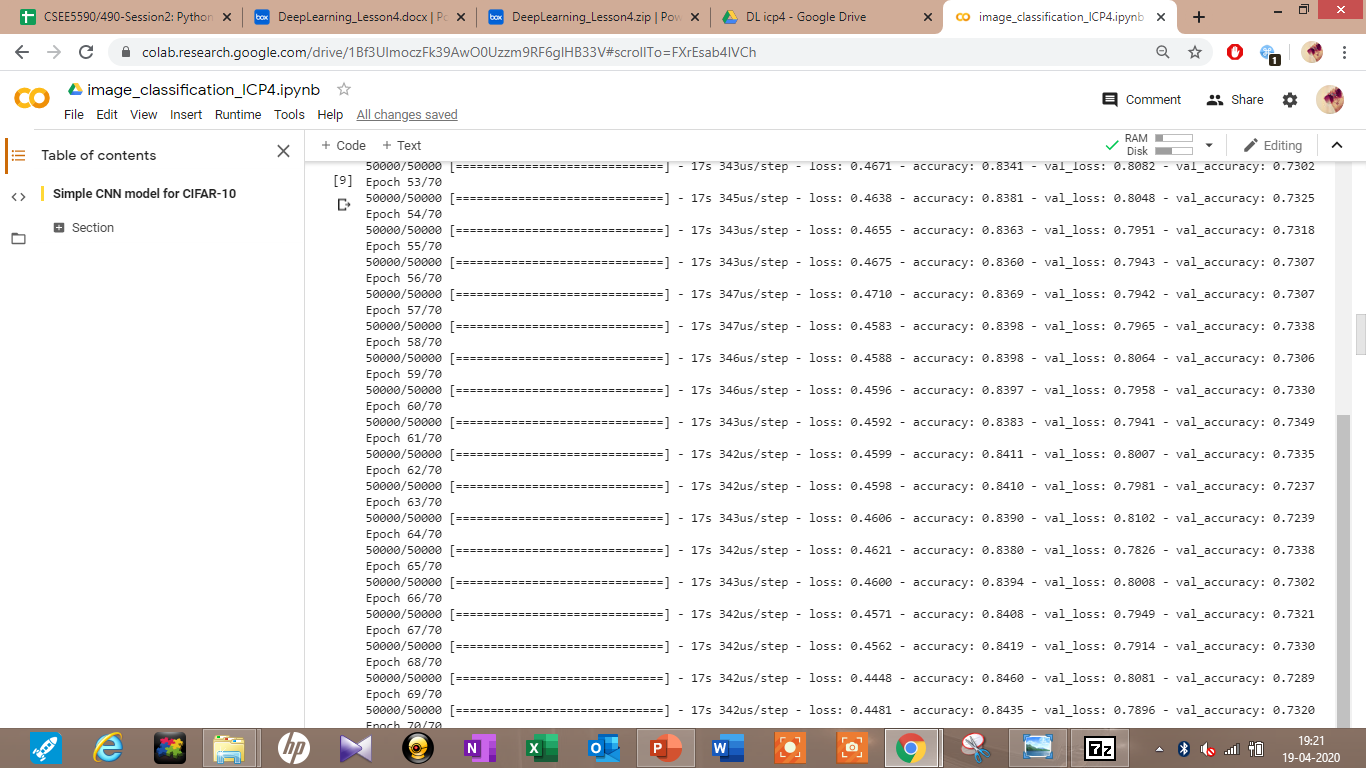 CSEE5590/490-Session2: Python
DeepLearning_Lesson4.docx | Po
DeepLearning_Lesson4.zip | Pow
DL icp4 - Google Drive
image_classification_ICP4.ipynb
colab.research.google.com/drive/1Bf3UImoczFk39AwO0Uzzm9RF6gIHB33V#scrollTo=FXrEsab4IVCh
1
image_classification_ICP4.ipynb
File Edit View Insert Runtime Tools Help All changes saved
Comment Share
Table of contents
+ Code + Text
RAM
Disk
Editing
Simple CNN model for CIFAR-10
Section
[9]
50000/50000 [==============================] - 17s 343us/step - loss: 0.4671 - accuracy: 0.8341 - val_loss: 0.8082 - val_accuracy: 0.7302
Epoch 53/70
50000/50000 [==============================] - 17s 345us/step - loss: 0.4638 - accuracy: 0.8381 - val_loss: 0.8048 - val_accuracy: 0.7325
Epoch 54/70
50000/50000 [==============================] - 17s 343us/step - loss: 0.4655 - accuracy: 0.8363 - val_loss: 0.7951 - val_accuracy: 0.7318
Epoch 55/70
50000/50000 [==============================] - 17s 343us/step - loss: 0.4675 - accuracy: 0.8360 - val_loss: 0.7943 - val_accuracy: 0.7307
Epoch 56/70
50000/50000 [==============================] - 17s 347us/step - loss: 0.4710 - accuracy: 0.8369 - val_loss: 0.7942 - val_accuracy: 0.7307
Epoch 57/70
50000/50000 [==============================] - 17s 347us/step - loss: 0.4583 - accuracy: 0.8398 - val_loss: 0.7965 - val_accuracy: 0.7338
Epoch 58/70
50000/50000 [==============================] - 17s 346us/step - loss: 0.4588 - accuracy: 0.8398 - val_loss: 0.8064 - val_accuracy: 0.7306
Epoch 59/70
50000/50000 [==============================] - 17s 346us/step - loss: 0.4596 - accuracy: 0.8397 - val_loss: 0.7958 - val_accuracy: 0.7330
Epoch 60/70
50000/50000 [==============================] - 17s 343us/step - loss: 0.4592 - accuracy: 0.8383 - val_loss: 0.7941 - val_accuracy: 0.7349
Epoch 61/70
50000/50000 [==============================] - 17s 342us/step - loss: 0.4599 - accuracy: 0.8411 - val_loss: 0.8007 - val_accuracy: 0.7335
Epoch 62/70
50000/50000 [==============================] - 17s 342us/step - loss: 0.4598 - accuracy: 0.8410 - val_loss: 0.7981 - val_accuracy: 0.7237
Epoch 63/70
50000/50000 [==============================] - 17s 343us/step - loss: 0.4606 - accuracy: 0.8390 - val_loss: 0.8102 - val_accuracy: 0.7239
Epoch 64/70
50000/50000 [==============================] - 17s 342us/step - loss: 0.4621 - accuracy: 0.8380 - val_loss: 0.7826 - val_accuracy: 0.7338
Epoch 65/70
50000/50000 [==============================] - 17s 343us/step - loss: 0.4600 - accuracy: 0.8394 - val_loss: 0.8008 - val_accuracy: 0.7302
Epoch 66/70
50000/50000 [==============================] - 17s 342us/step - loss: 0.4571 - accuracy: 0.8408 - val_loss: 0.7949 - val_accuracy: 0.7321
Epoch 67/70
50000/50000 [==============================] - 17s 342us/step - loss: 0.4562 - accuracy: 0.8419 - val_loss: 0.7914 - val_accuracy: 0.7330
Epoch 68/70
50000/50000 [==============================] - 17s 342us/step - loss: 0.4448 - accuracy: 0.8460 - val_loss: 0.8081 - val_accuracy: 0.7289
Epoch 69/70
50000/50000 [==============================] - 17s 342us/step - loss: 0.4481 - accuracy: 0.8435 - val_loss: 0.7896 - val_accuracy: 0.7320
Epoch 70/70
19:21
19-04-2020